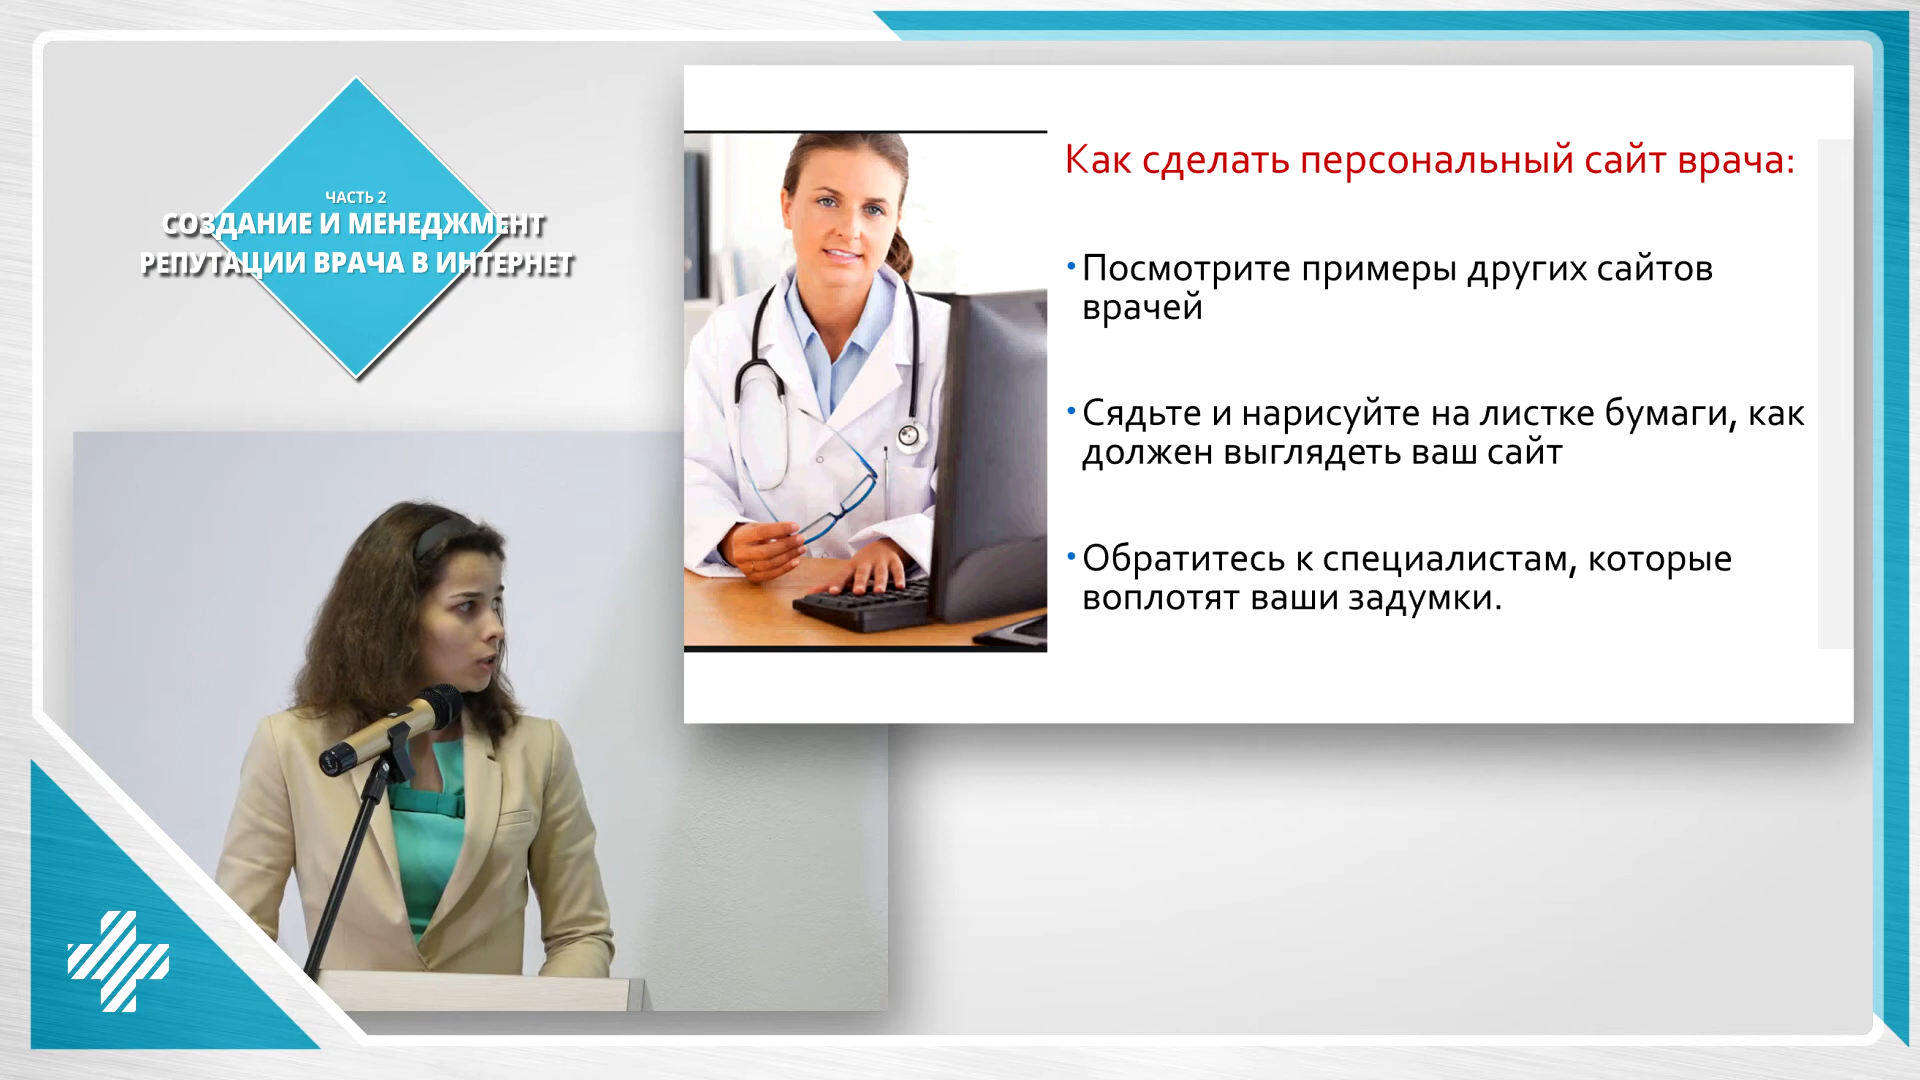 ЧАСТЬ 2
СОЗДАНИЕ И МЕНЕДЖМЕНТ
РЕПУТАЦИИ ВРАЧА В ИНТЕРНЕТ
Как сделать персональный сайт врача:
•Посмотрите примеры других сайтов
врачей
•Сядьте и нарисуйте на листке бумаги, как
должен выглядеть ваш сайт
•Обратитесь к специалистам, которые
воплотят ваши задумки.